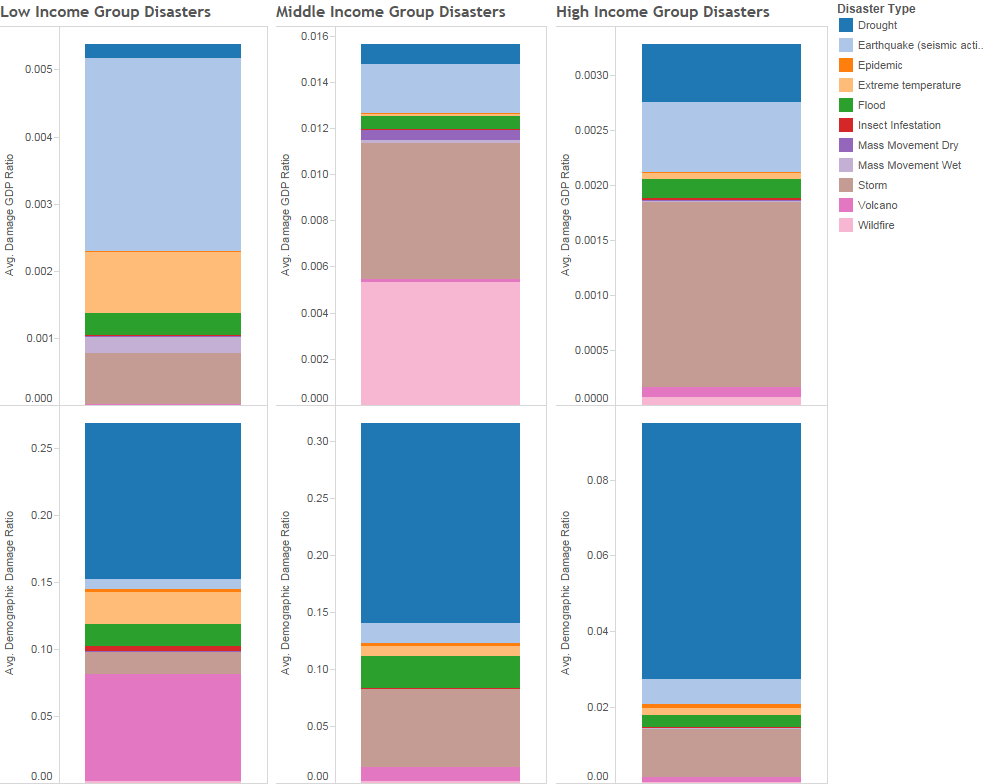 Low Income Group Disasters
Middle Income Group Disasters
High Income Group Disasters
Disaster Type
Drought
Earthquake (seismic acti..
Epidemic
Extreme temperature
Flood
Insect Infestation
Mass Movement Dry
Mass Movement Wet
Storm
Volcano
Wildfire
Avg. Damage GDP Ratio
0.005
0.004
0.003
0.002
0.001
0.000
Avg. Damage GDP Ratio
0.016
0.014
0.012
0.010
0.008
0.006
0.004
0.002
0.000
Avg. Damage GDP Ratio
0.0030
0.0025
0.0020
0.0015
0.0010
0.0005
0.0000
Avg. Demographic Damage Ratio
0.25
0.20
0.15
0.10
0.05
0.00
Avg. Demographic Damage Ratio
0.30
0.25
0.20
0.15
0.10
0.05
0.00
Avg. Demographic Damage Ratio
0.08
0.06
0.04
0.02
0.00